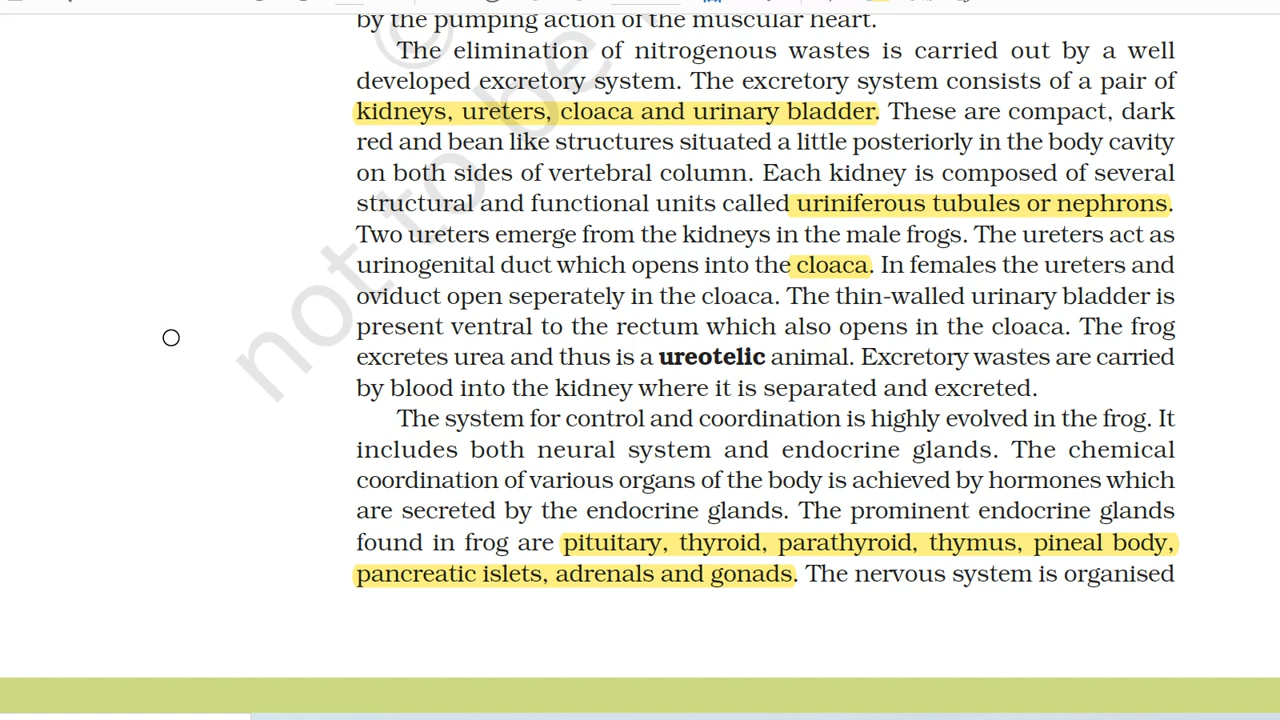 by the pumping action of the muscular heart.
The elimination of nitrogenous wastes is carried out by a well
developed excretory system. The excretory system consists of a pair of
kidneys, ureters, cloaca and urinary bladder. These are compact, dark
red and bean like structures situated a little posteriorly in the body cavity
on both sides of vertebral column. Each kidney is composed of several
structural and functional units called uriniferous tubules or nephrons.
Two ureters emerge from the kidneys in the male frogs. The ureters act as
urinogenital duct which opens into the cloaca. In females the ureters and
oviduct open seperately in the cloaca. The thin-walled urinary bladder is
present ventral to the rectum which also opens in the cloaca. The frog
excretes urea and thus is a ureotelic animal. Excretory wastes are carried
by blood into the kidney where it is separated and excreted.
The system for control and coordination is highly evolved in the frog. It
includes both neural system and endocrine glands. The chemical
coordination of various organs of the body is achieved by hormones which
are secreted by the endocrine glands. The prominent endocrine glands
found in frog are pituitary, thyroid, parathyroid, thymus, pineal body,
pancreatic islets, adrenals and gonads. The nervous system is organised
©
not to be